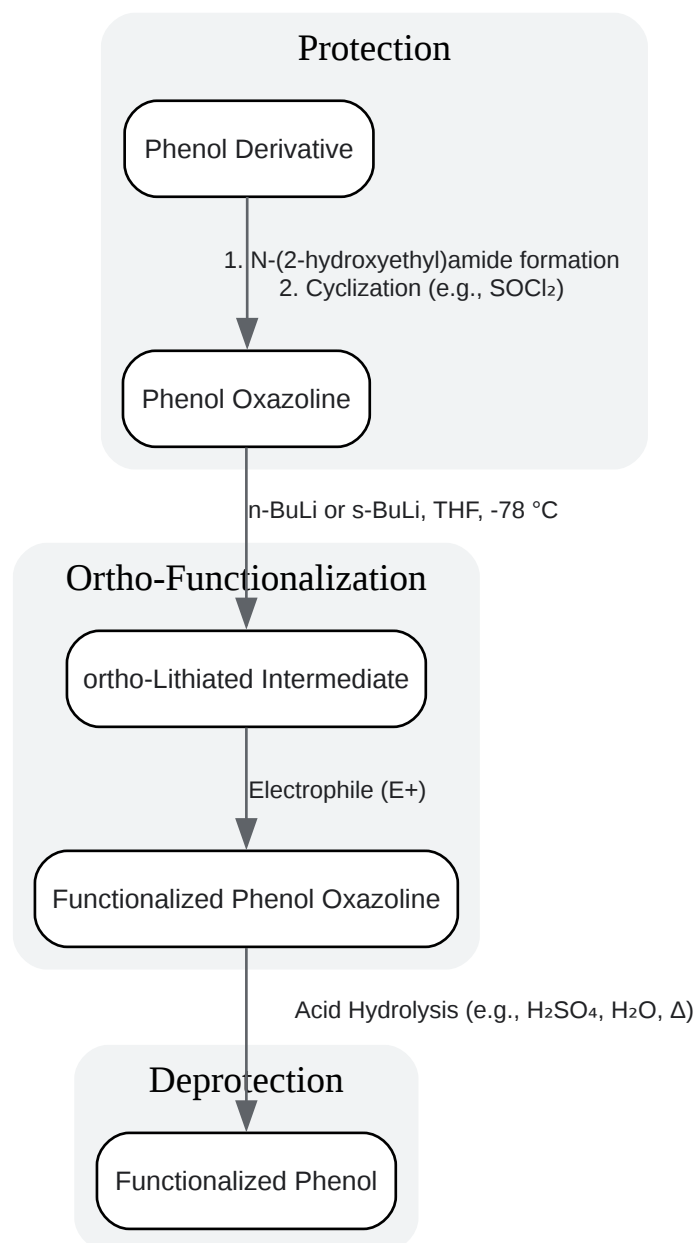 Protection
Phenol Derivative
1. N-(2-hydroxyethyl)amide formation
2. Cyclization (e.g., SOCl₂)
Phenol Oxazoline
n-BuLi or s-BuLi, THF, -78 °C
Ortho-Functionalization
ortho-Lithiated Intermediate
Electrophile (E+)
Functionalized Phenol Oxazoline
Acid Hydrolysis (e.g., H₂SO₄, H₂O, Δ)
Deprotection
Functionalized Phenol